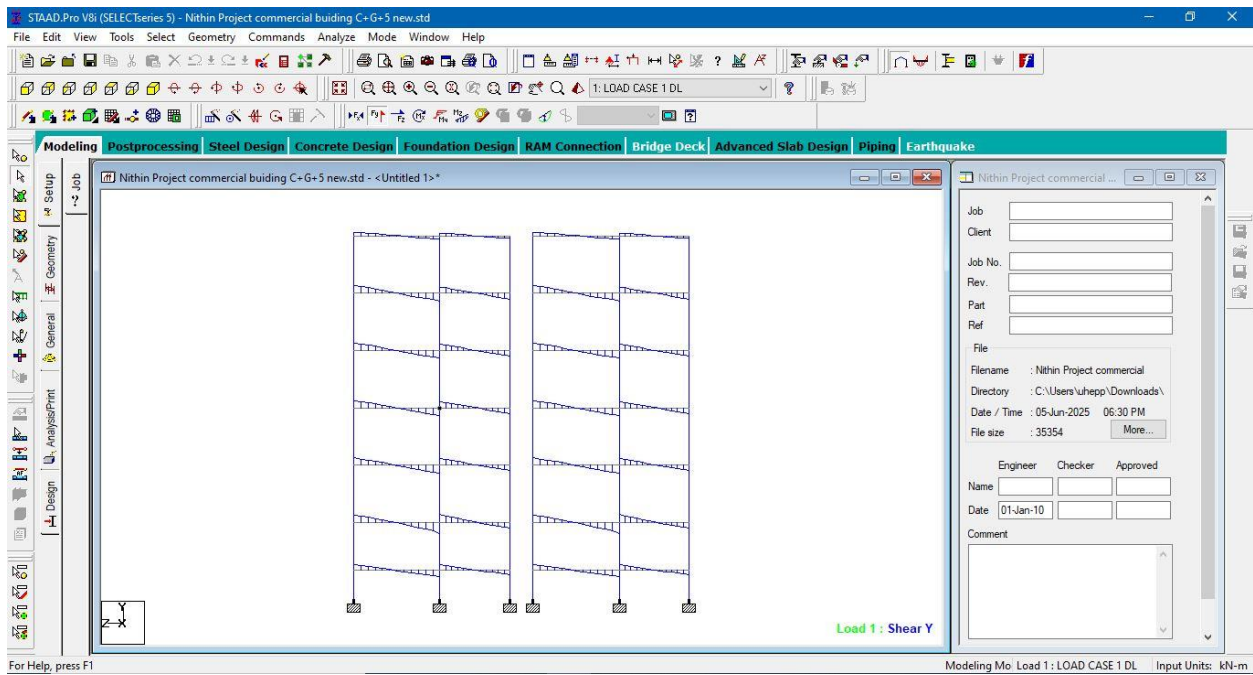 STAAD.Pro V8i (SELECTseries 5) - Nithin Project commercial buiding C+G+5 new.std
File Edit View Tools Select Geometry Commands Analyze Mode Window Help
1: LOAD CASE 1 DL
Modeling Postprocessing Steel Design Concrete Design Foundation Design RAM Connection Bridge Deck Advanced Slab Design Piping Earthquake
Setup
Geometry
General
Analysis/Print
Design
Job
Nithin Project commercial buiding C+G+5 new.std - <Untitled 1>*
Y
Z X
Load 1 : Shear Y
Nithin Project commercial ...
Job
Client
Job No.
Rev.
Part
Ref
File
Filename : Nithin Project commercial
Directory : C:\Users\uhepp\Downloads\
Date / Time : 05-Jun-2025 06:30 PM
File size : 35354 More...
Engineer Checker Approved
Name
Date 01-Jan-10
Comment
For Help, press F1
Modeling Mo Load 1 : LOAD CASE 1 DL Input Units: kN-m